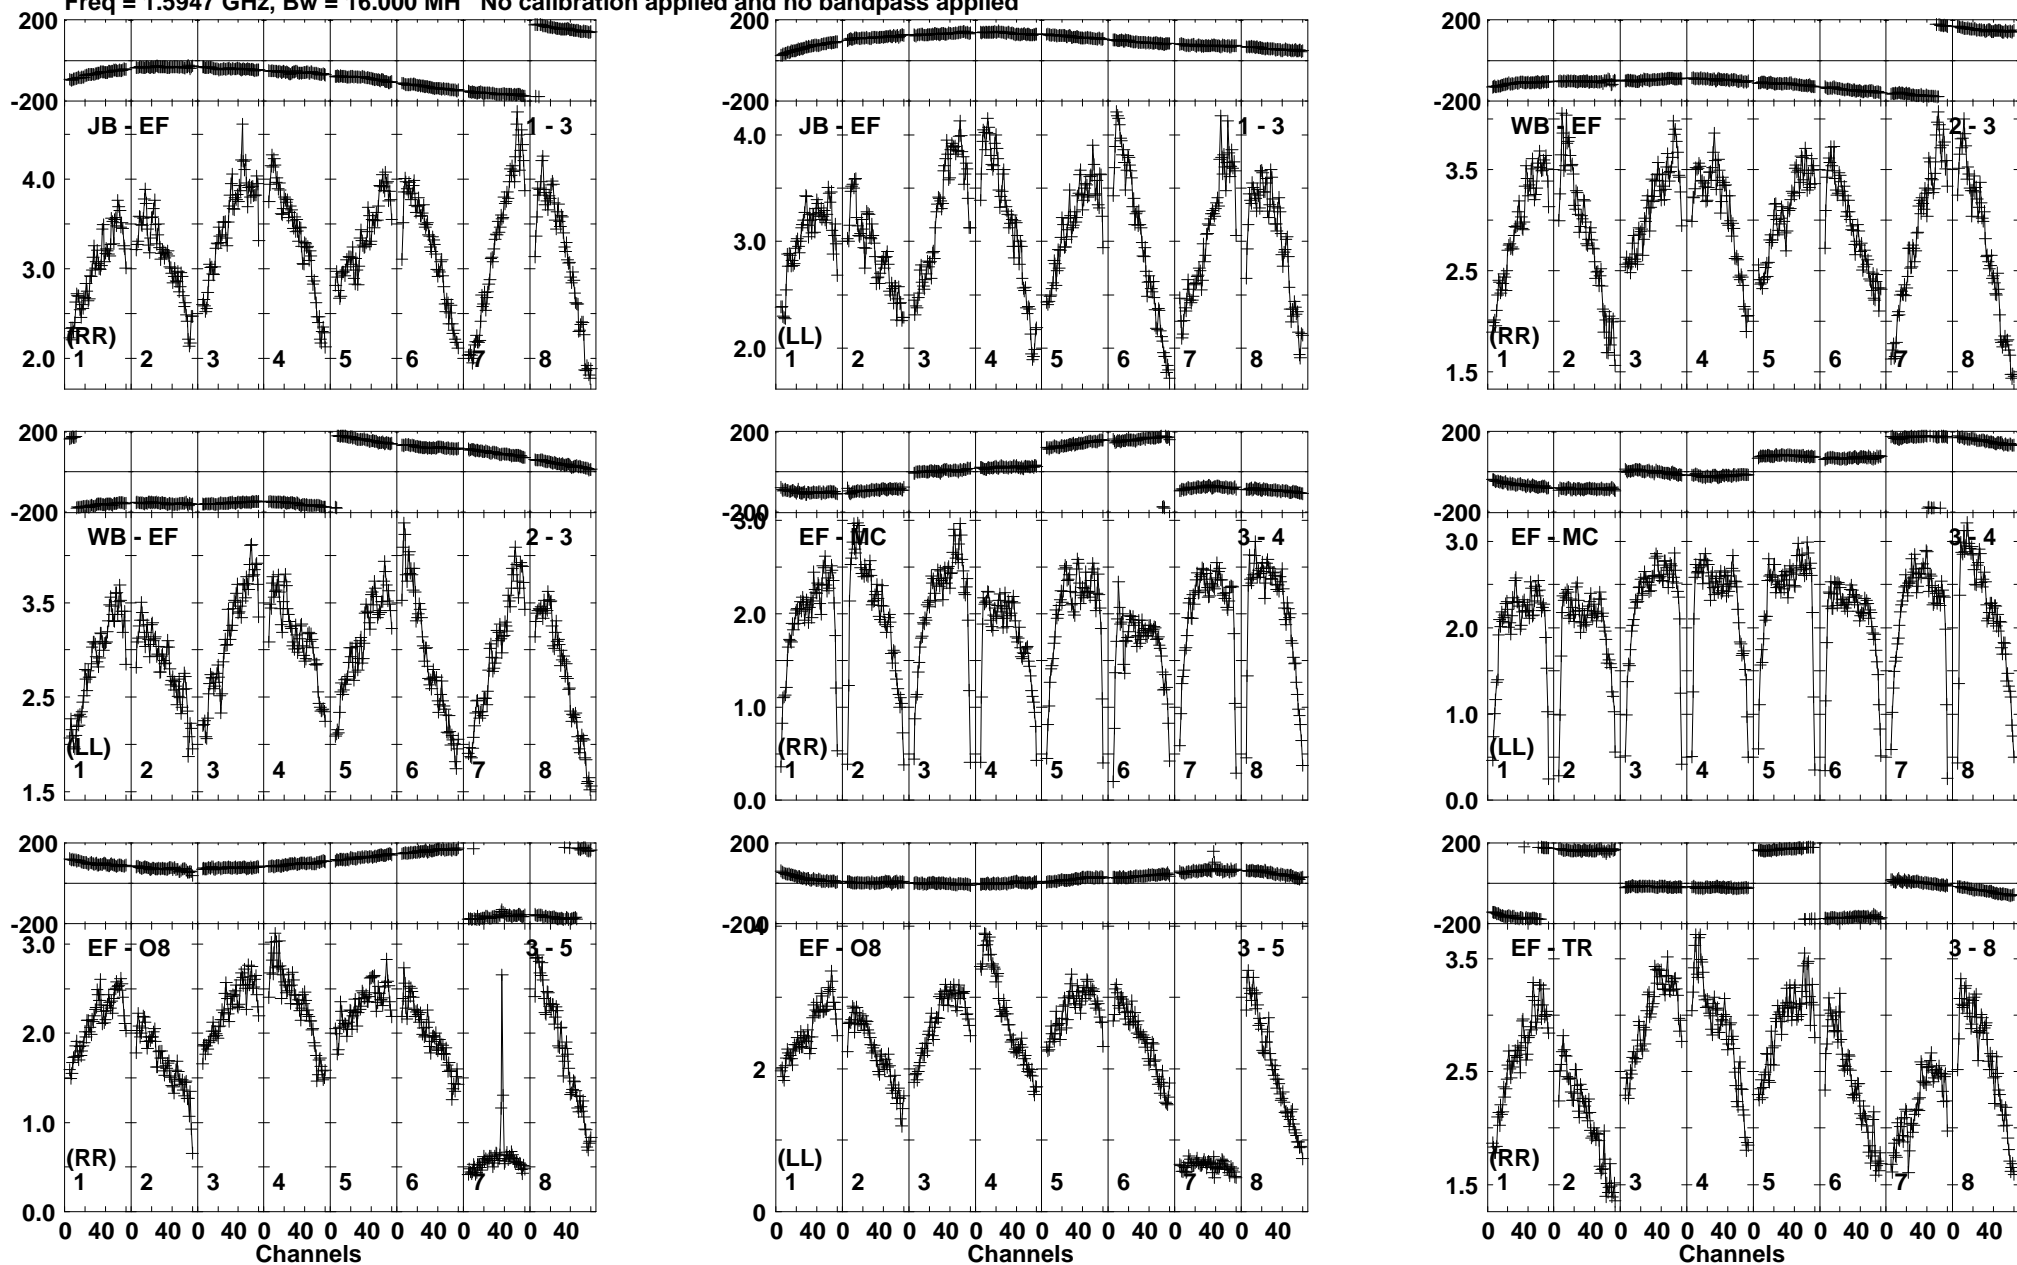 Freq = 1.5947 GHz, Bw = 16.000 MH No calibration applied and no bandpass applied
200
-200
JB - EF 1 - 3
4.0
3.0
2.0
(RR)
1 2 3 4 5 6 7 8
200
-200
JB - EF 1 - 3
4.0
3.0
2.0
(LL)
1 2 3 4 5 6 7 8
200
-200
WB - EF 2 - 3
3.5
2.5
1.5
(RR)
1 2 3 4 5 6 7 8
200
-200
WB - EF 2 - 3
3.5
2.5
1.5
(LL)
1 2 3 4 5 6 7 8
200
-200
3.0
EF - MC 3 - 4
2.0
1.0
0.0
(RR)
1 2 3 4 5 6 7 8
200
-200
EF - MC 3 - 4
3.0
2.0
1.0
0.0
(LL)
1 2 3 4 5 6 7 8
200
-200
EF - O8 3 - 5
3.0
2.0
1.0
0.0
(RR)
1 2 3 4 5 6 7 8
0 40 0 40 0 40 0 40 0 40 0 40 0 40 0 40
Channels
200
-200
4
EF - O8 3 - 5
2
0
(LL)
1 2 3 4 5 6 7 8
0 40 0 40 0 40 0 40 0 40 0 40 0 40 0 40
Channels
200
-200
EF - TR 3 - 8
3.5
2.5
1.5
(RR)
1 2 3 4 5 6 7 8
0 40 0 40 0 40 0 40 0 40 0 40 0 40 0 40
Channels